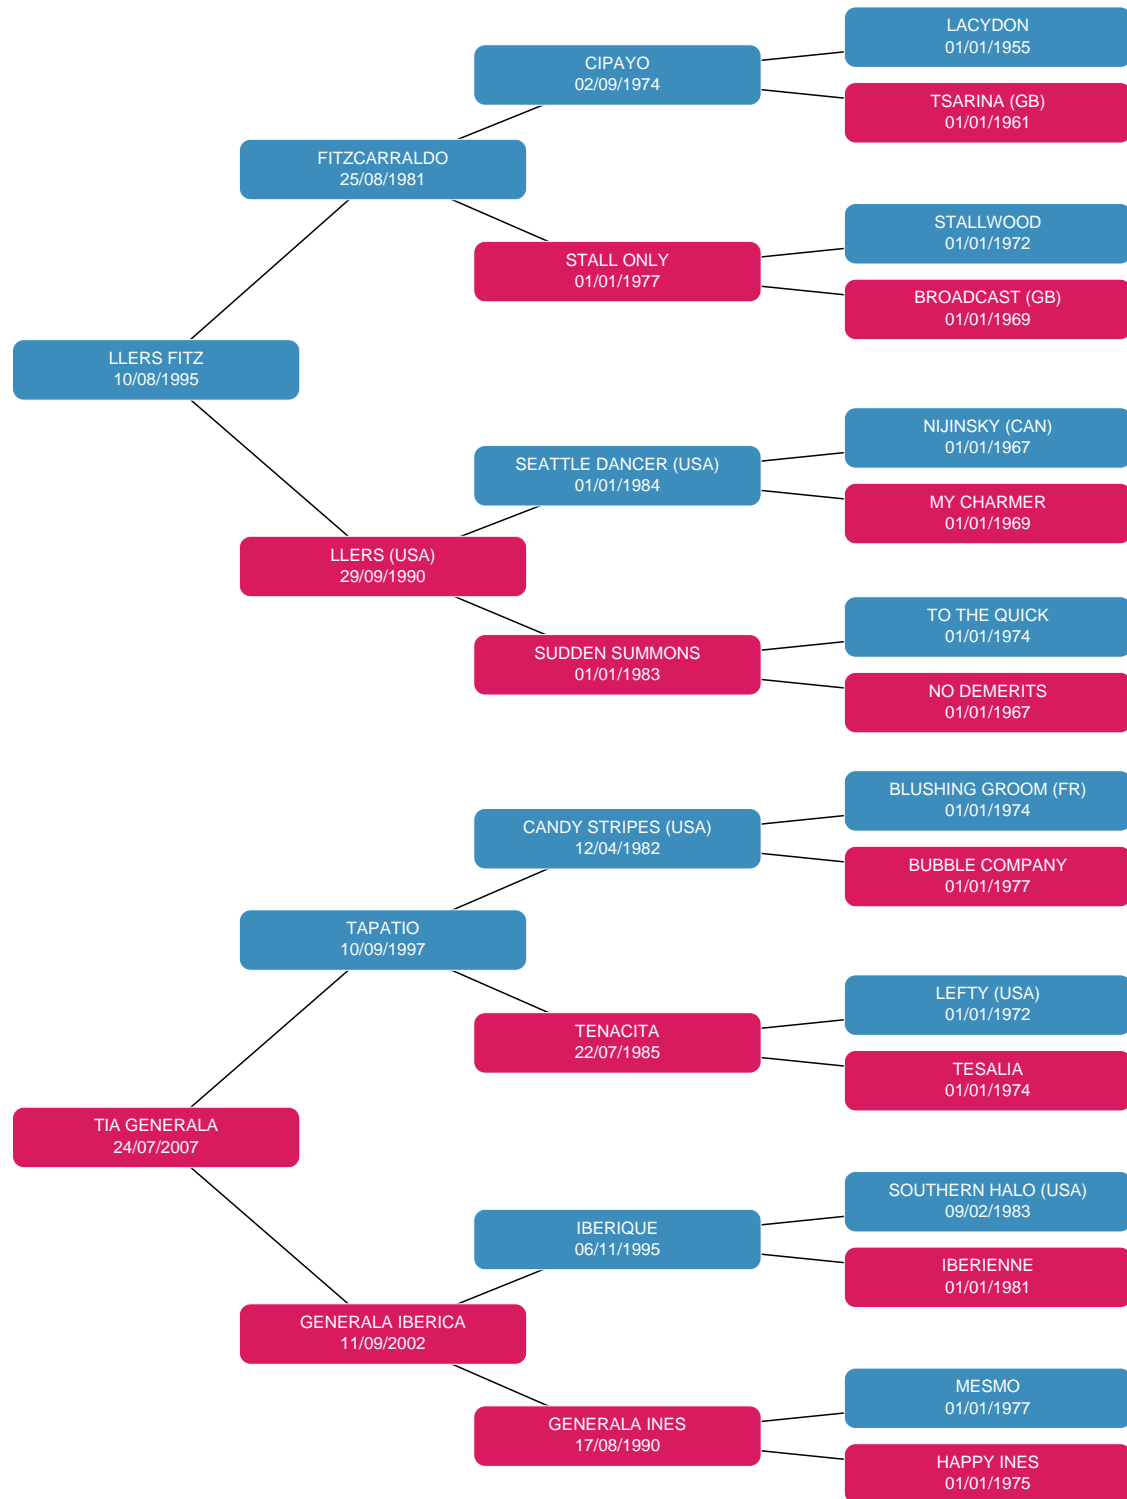 LACYDON
01/01/1955
CIPAYO
02/09/1974
TSARINA (GB)
01/01/1961
FITZCARRALDO
25/08/1981
STALLWOOD
01/01/1972
STALL ONLY
01/01/1977
BROADCAST (GB)
01/01/1969
LLERS FITZ
10/08/1995
NIJINSKY (CAN)
01/01/1967
SEATTLE DANCER (USA)
01/01/1984
MY CHARMER
01/01/1969
LLERS (USA)
29/09/1990
TO THE QUICK
01/01/1974
SUDDEN SUMMONS
01/01/1983
NO DEMERITS
01/01/1967
BLUSHING GROOM (FR)
01/01/1974
CANDY STRIPES (USA)
12/04/1982
BUBBLE COMPANY
01/01/1977
TAPATIO
10/09/1997
LEFTY (USA)
01/01/1972
TENACITA
22/07/1985
TESALIA
01/01/1974
TIA GENERALA
24/07/2007
SOUTHERN HALO (USA)
09/02/1983
IBERIQUE
06/11/1995
IBERIENNE
01/01/1981
GENERALA IBERICA
11/09/2002
MESMO
01/01/1977
GENERALA INES
17/08/1990
HAPPY INES
01/01/1975